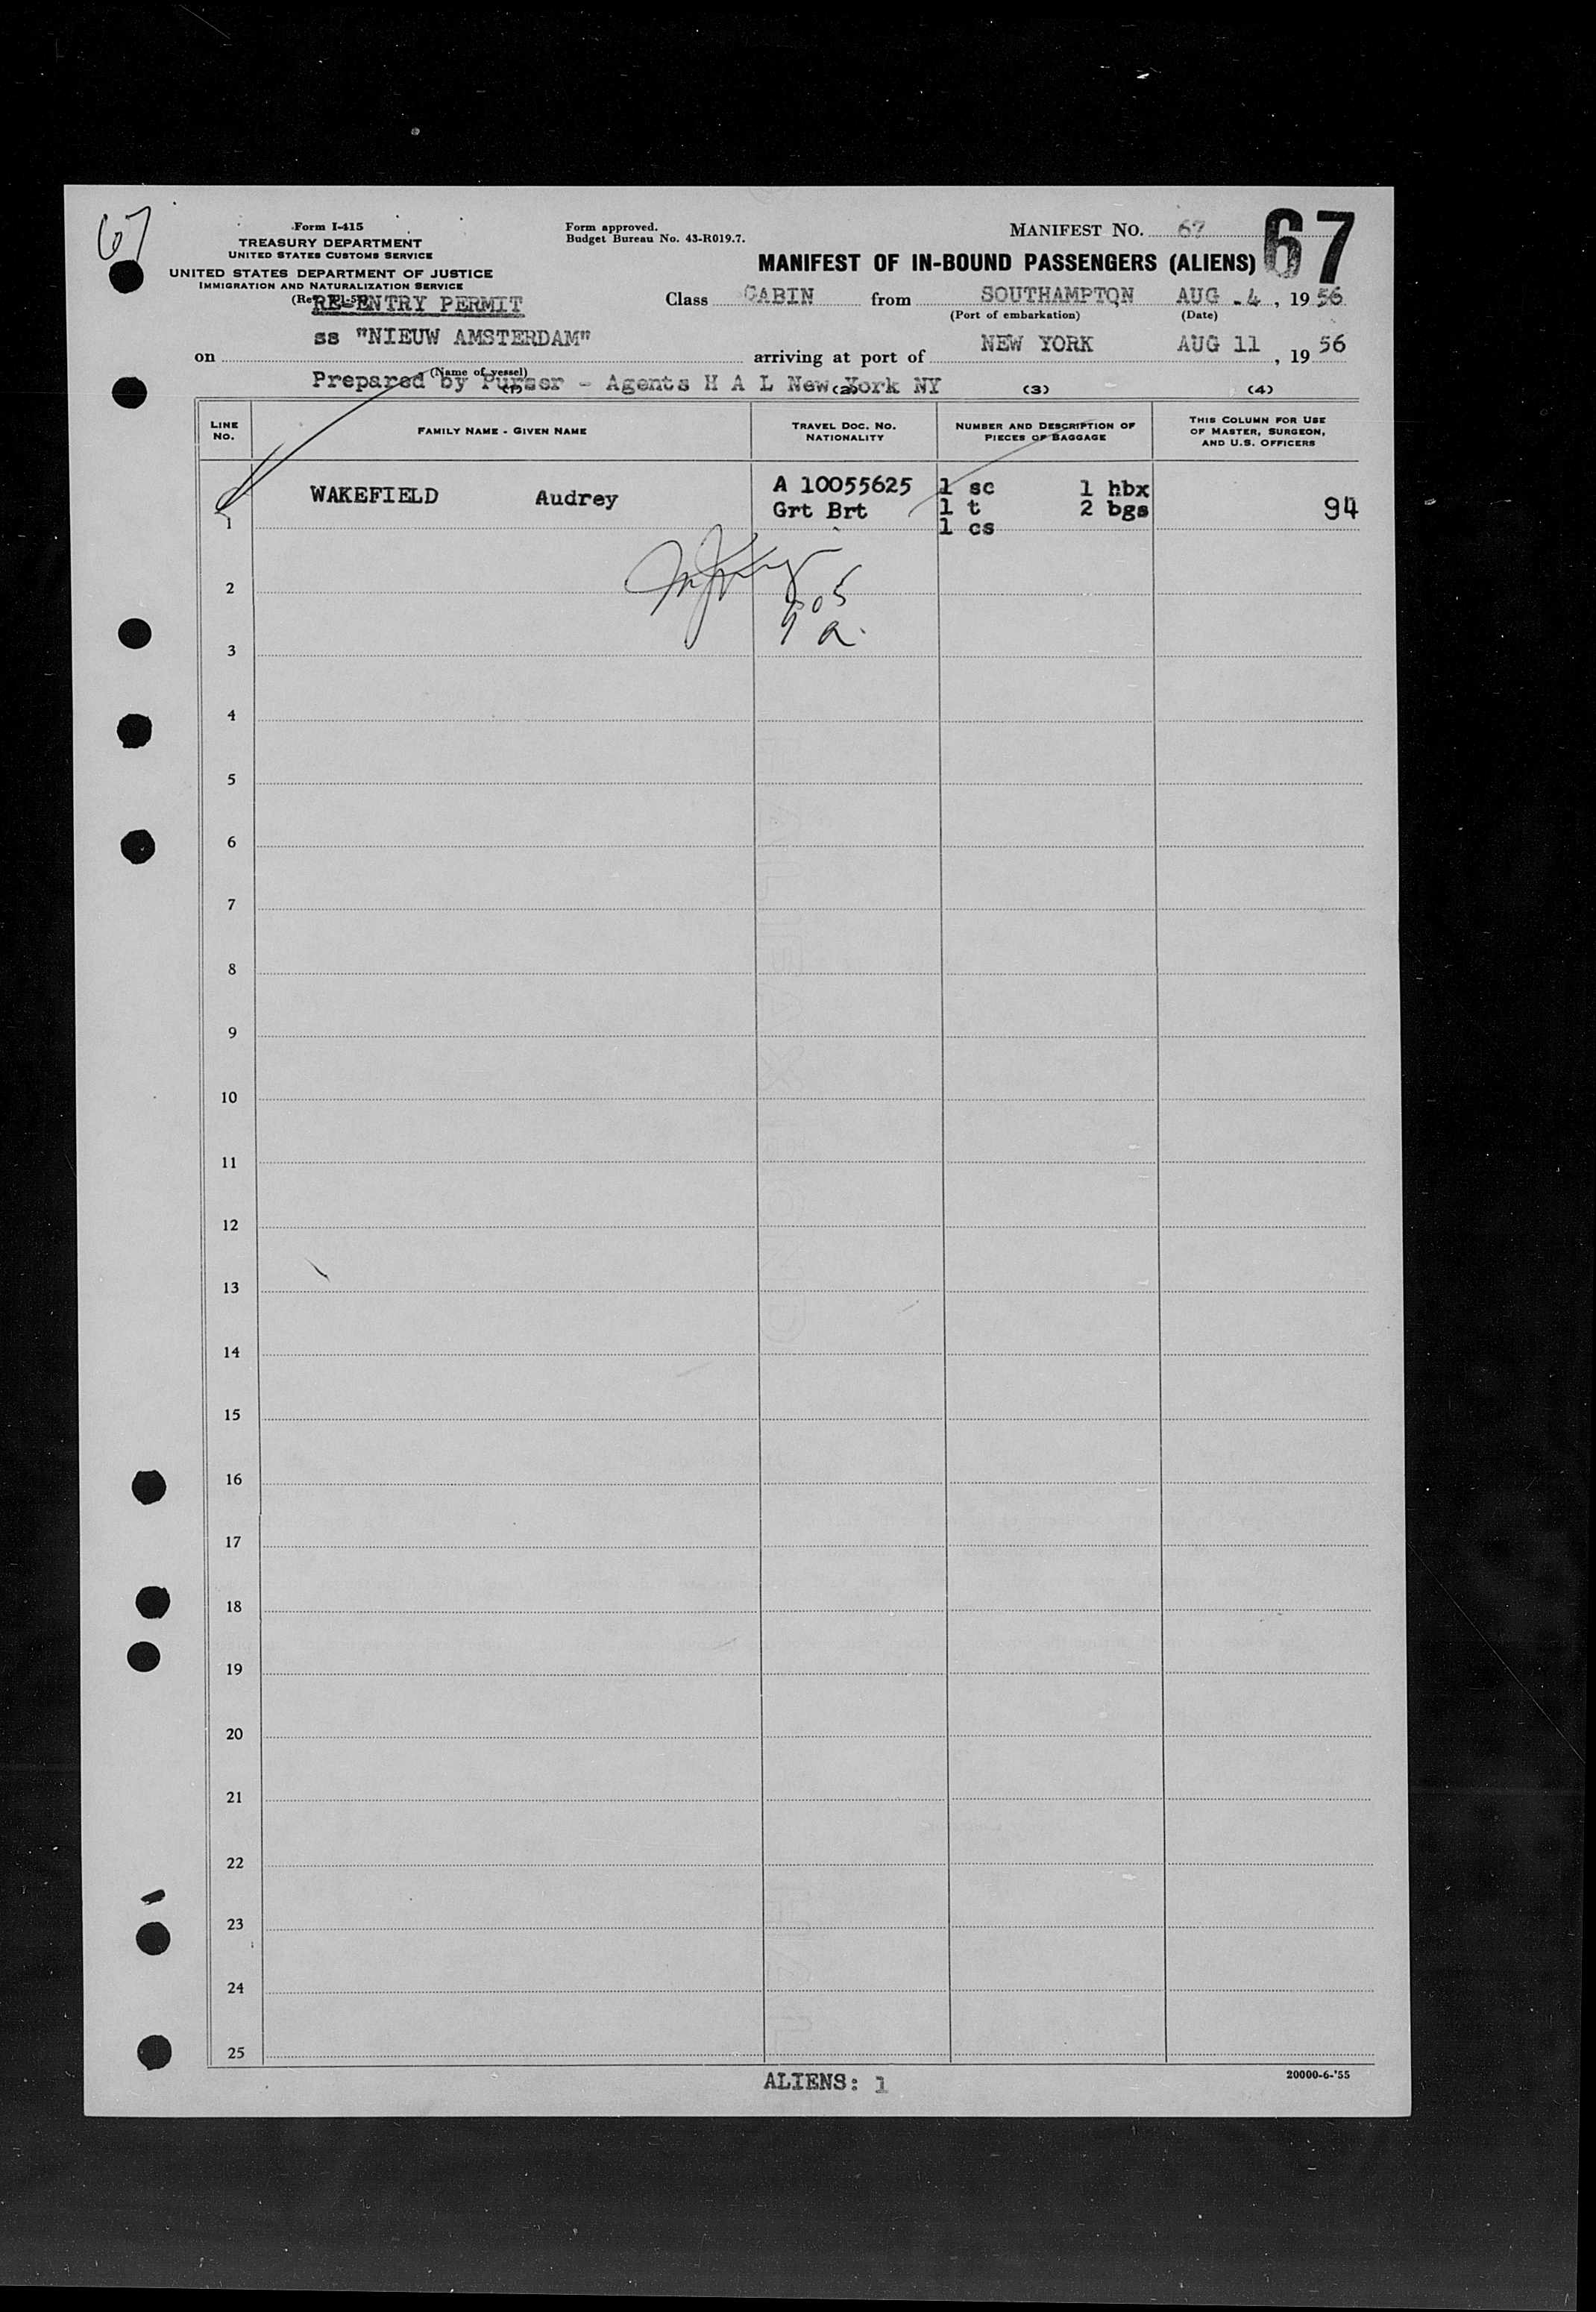 67
Form I-415
TREASURY DEPARTMENT
UNITED STATES CUSTOMS SERVICE
UNITED STATES DEPARTMENT OF JUSTICE
IMMIGRATION AND NATURALIZATION SERVICE
RE-ENTRY PERMIT
Form approved.
Budget Bureau No. 43-R019.7.
MANIFEST NO. 67
67
MANIFEST OF IN-BOUND PASSENGERS (ALIENS)
Class CABIN from SOUTHAMPTON AUG -4, 1956
(Port of embarkation) (Date)
on ss "NIEUW AMSTERDAM" arriving at port of NEW YORK AUG 11, 1956
(Name of vessel)
Prepared by Purser - Agents H A L New York NY
(1) (2) (3) (4)
LINE NO.
FAMILY NAME - GIVEN NAME
TRAVEL DOC. NO.
NATIONALITY
NUMBER AND DESCRIPTION OF
PIECES OF BAGGAGE
THIS COLUMN FOR USE
OF MASTER, SURGEON,
AND U.S. OFFICERS
1 WAKEFIELD Audrey
A 10055625
Grt Brt
1 sc 1 hbx
1 t 2 bgs
1 cs
94
2
3
4
5
6
7
8
9
10
11
12
13
14
15
16
17
18
19
20
21
22
23
24
25
ALIENS: 1
20000-6-'55